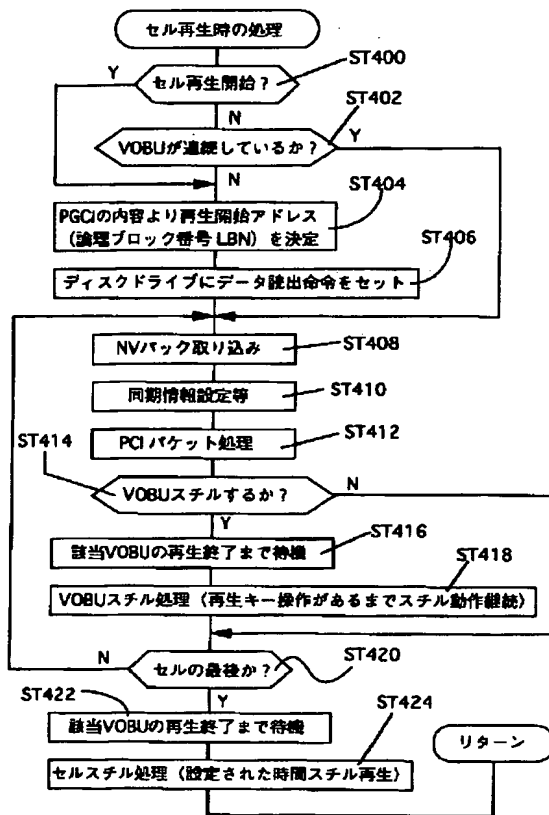 セル再生時の処理
ST400
Y
セル再生開始？
N
ST402
VOBUが連続しているか？
Y
N
ST404
PGCIの内容より再生開始アドレス
（論理ブロック番号 LBN）を決定
ST406
ディスクドライブにデータ読出命令をセット
NVパック取り込み
ST408
同期情報設定等
ST410
PCI パケット処理
ST412
ST414
VOBUスチルするか？
N
Y
ST416
該当VOBUの再生終了まで待機
ST418
VOBUスチル処理（再生キー操作があるまでスチル動作継続）
N
セルの最後か？
ST420
ST422
Y
該当VOBUの再生終了まで待機
ST424
リターン
セルスチル処理（設定された時間スチル再生）